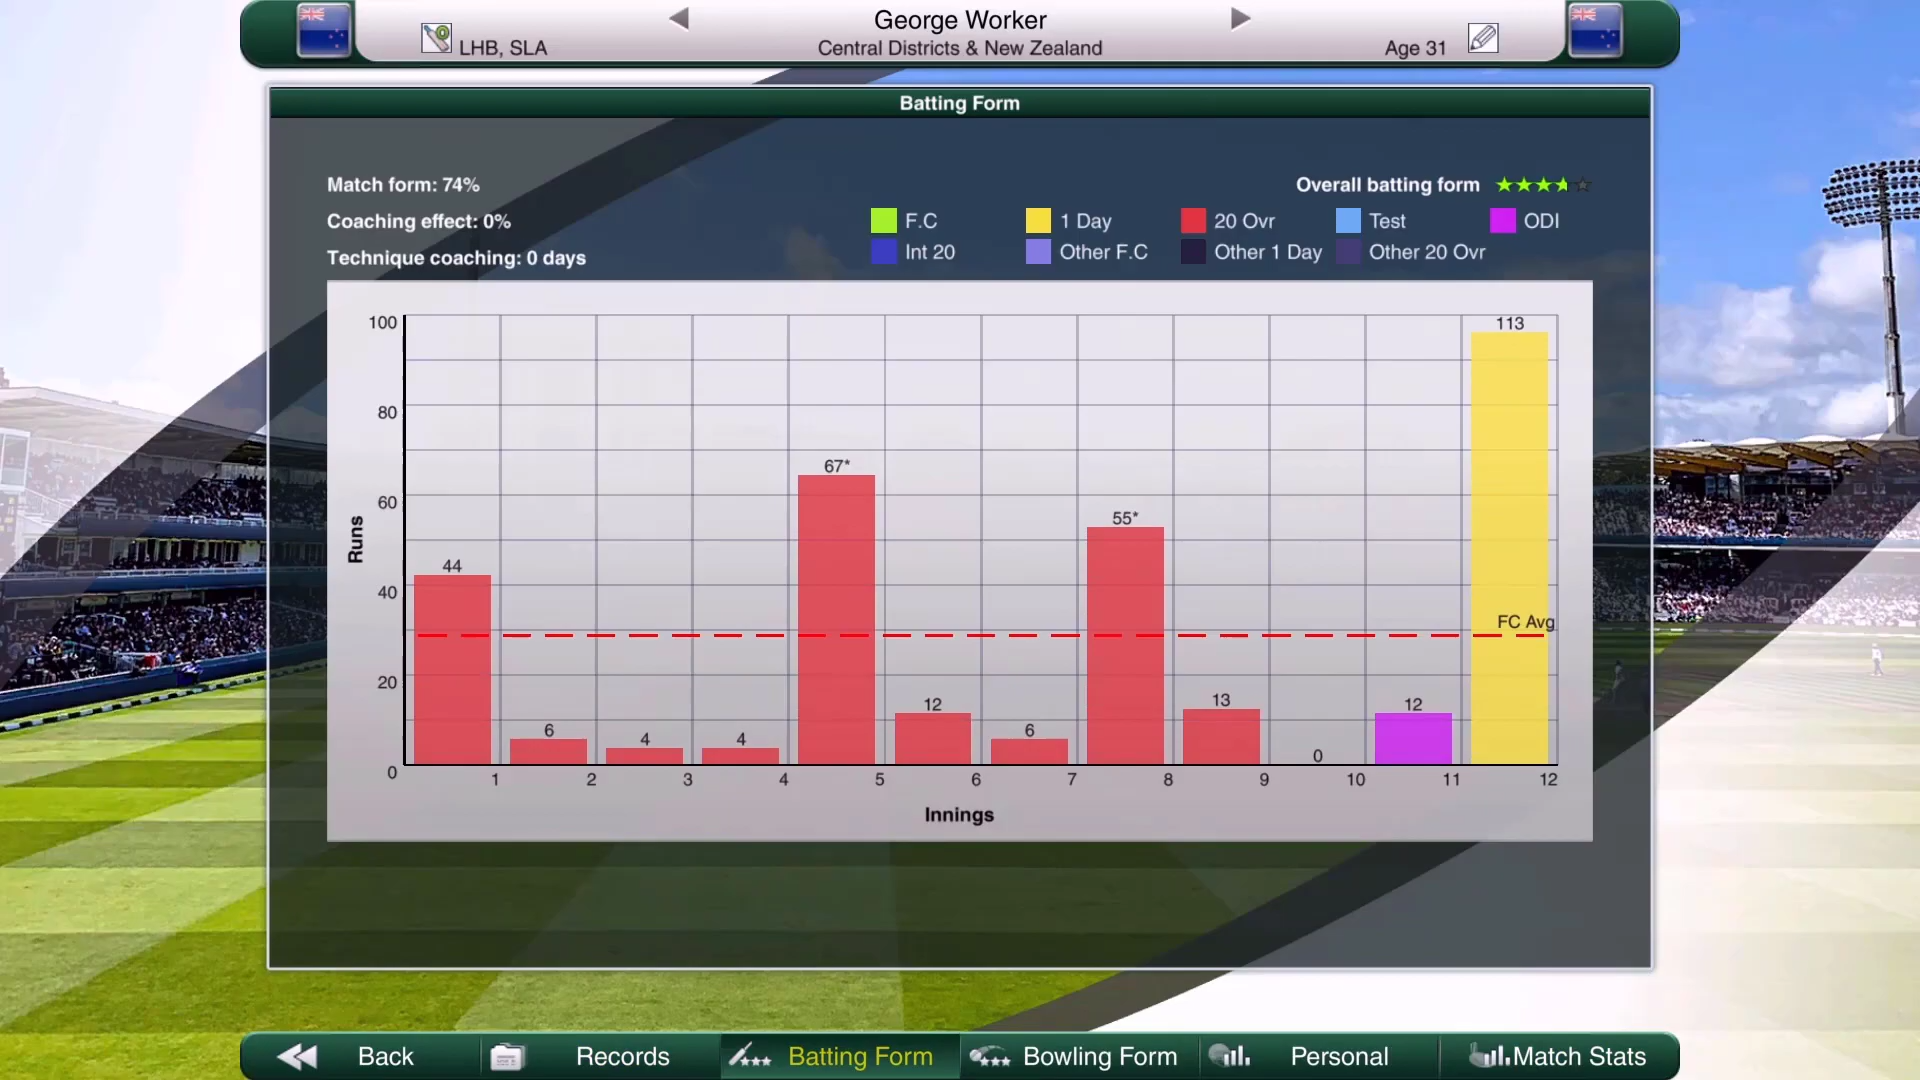 George Worker
LHB, SLA
Central Districts & New Zealand
Age 31
Batting Form
Match form: 74%
Overall batting form
Coaching effect: 0%
F.C
1 Day
20 Ovr
Test
ODI
Technique coaching: 0 days
Int 20
Other F.C
Other 1 Day
Other 20 Ovr
100
113
80
67*
60
55*
Runs
44
40
FC Avg
20
6
4
4
12
6
13
0
12
0
1
2
3
4
5
6
7
8
9
10
11
12
Innings
Back
Records
Batting Form
Bowling Form
Personal
Match Stats